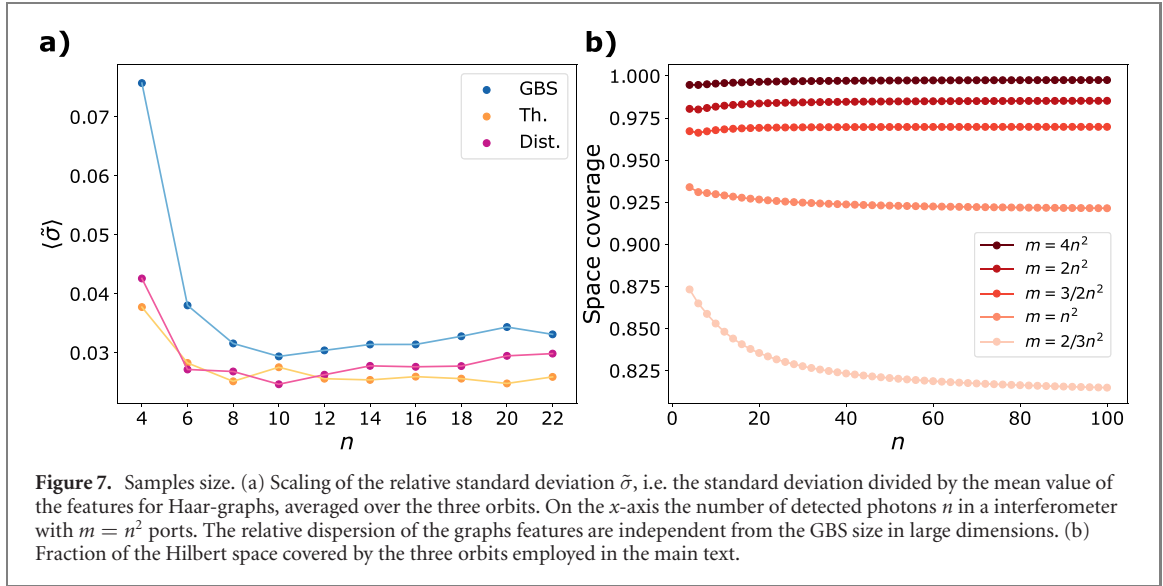 a)
0.07
0.06
0.05
0.04
0.03
⟨σ̃⟩
4 6 8 10 12 14 16 18 20 22
n
GBS
Th.
Dist.
b)
1.000
0.975
0.950
0.925
0.900
0.875
0.850
0.825
Space coverage
0 20 40 60 80 100
n
m = 4n²
m = 2n²
m = 3/2n²
m = n²
m = 2/3n²
Figure 7. Samples size. (a) Scaling of the relative standard deviation σ̃, i.e. the standard deviation divided by the mean value of
the features for Haar-graphs, averaged over the three orbits. On the x-axis the number of detected photons n in a interferometer
with m = n² ports. The relative dispersion of the graphs features are independent from the GBS size in large dimensions. (b)
Fraction of the Hilbert space covered by the three orbits employed in the main text.